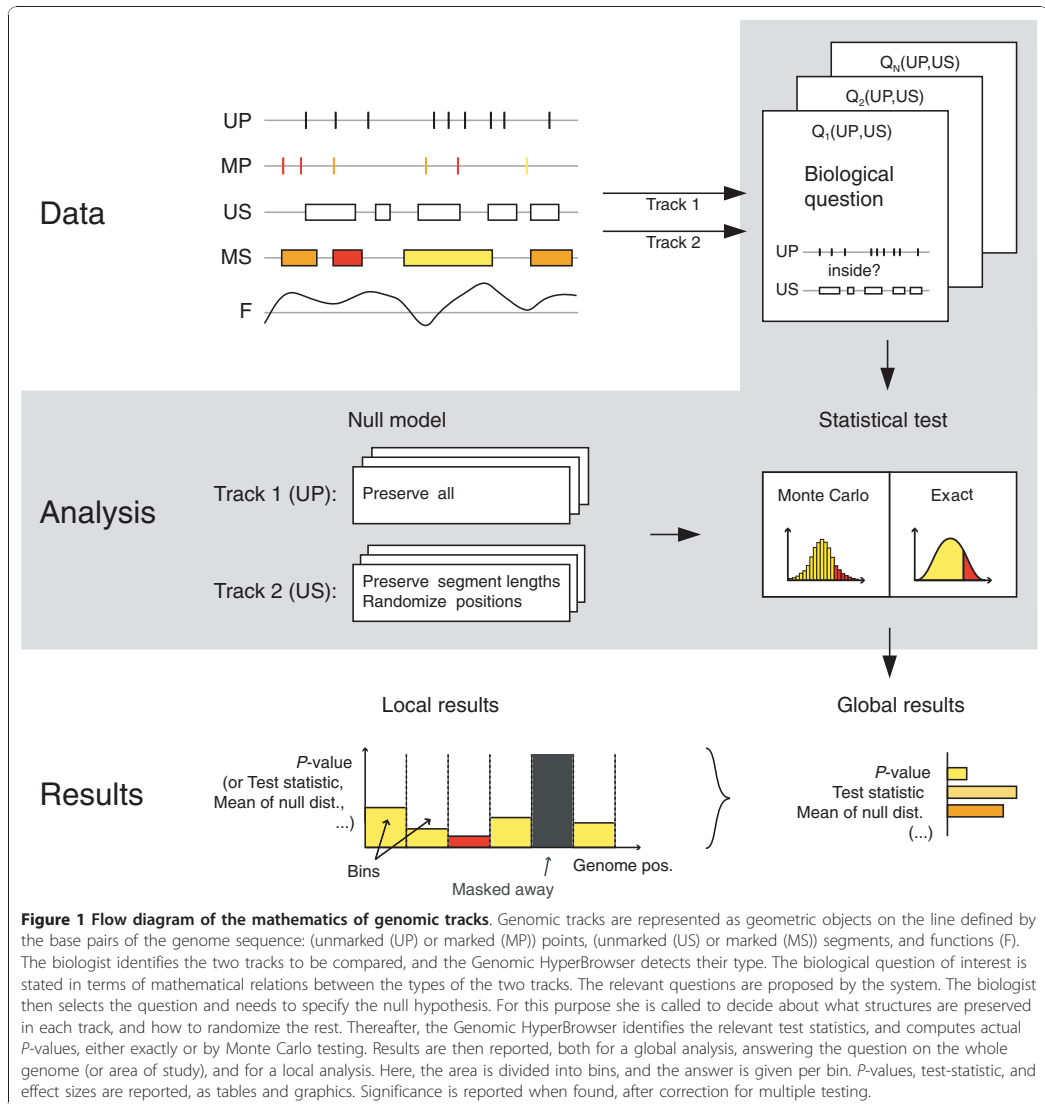 Q_N(UP,US)
Q_2(UP,US)
Q_1(UP,US)
Biological
question
UP
inside?
US
Data
UP
MP
US
MS
F
Track 1
Track 2
Analysis
Null model
Track 1 (UP):
Preserve all
Track 2 (US):
Preserve segment lengths
Randomize positions
Statistical test
Monte Carlo
Exact
Results
Local results
P-value
(or Test statistic,
Mean of null dist.,
...)
Bins
Genome pos.
Masked away
Global results
P-value
Test statistic
Mean of null dist.
(...)
Figure 1 Flow diagram of the mathematics of genomic tracks. Genomic tracks are represented as geometric objects on the line defined by
the base pairs of the genome sequence: (unmarked (UP) or marked (MP)) points, (unmarked (US) or marked (MS)) segments, and functions (F).
The biologist identifies the two tracks to be compared, and the Genomic HyperBrowser detects their type. The biological question of interest is
stated in terms of mathematical relations between the types of the two tracks. The relevant questions are proposed by the system. The biologist
then selects the question and needs to specify the null hypothesis. For this purpose she is called to decide about what structures are preserved
in each track, and how to randomize the rest. Thereafter, the Genomic HyperBrowser identifies the relevant test statistics, and computes actual
P-values, either exactly or by Monte Carlo testing. Results are then reported, both for a global analysis, answering the question on the whole
genome (or area of study), and for a local analysis. Here, the area is divided into bins, and the answer is given per bin. P-values, test-statistic, and
effect sizes are reported, as tables and graphics. Significance is reported when found, after correction for multiple testing.